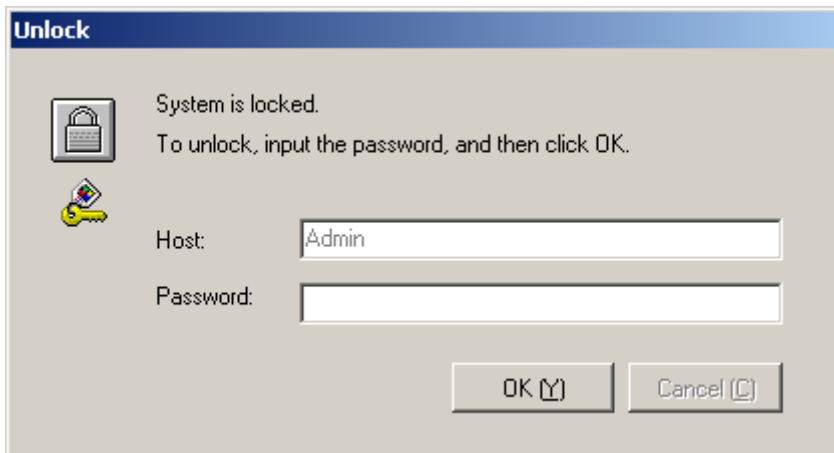 Unlock
System is locked.
To unlock, input the password, and then click OK.
Host: Admin
Password:
OK (Y) Cancel (C)